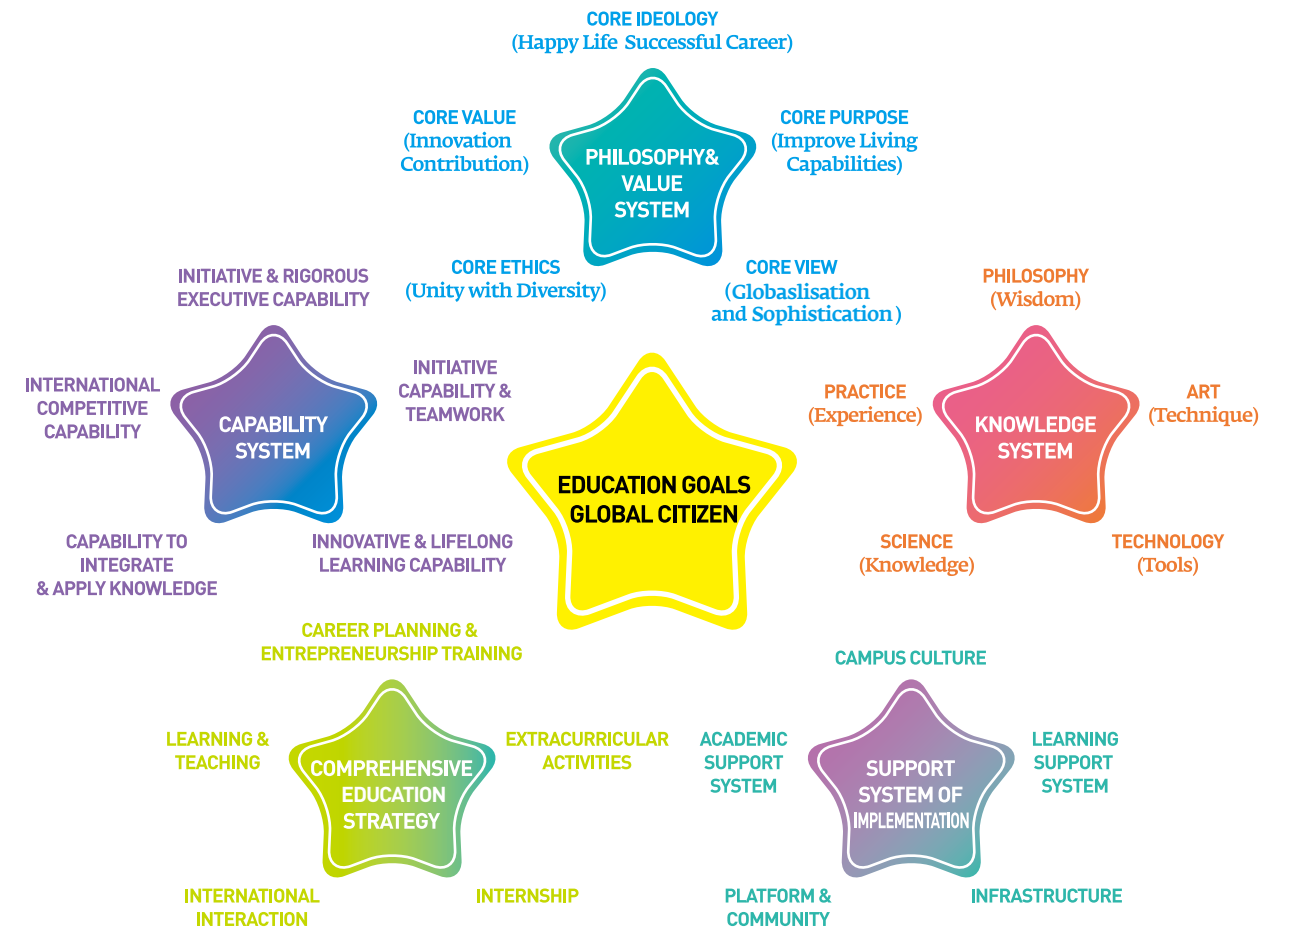 CORE IDEOLOGY
(Happy Life Successful Career)
CORE VALUE
(Innovation
Contribution)
CORE PURPOSE
(Improve Living
Capabilities)
PHILOSOPHY&
VALUE
SYSTEM
CORE ETHICS
(Unity with Diversity)
CORE VIEW
(Globaslisation
and Sophistication )
INITIATIVE & RIGOROUS
EXECUTIVE CAPABILITY
INTERNATIONAL
COMPETITIVE
CAPABILITY
CAPABILITY
SYSTEM
INITIATIVE
CAPABILITY &
TEAMWORK
CAPABILITY TO
INTEGRATE
& APPLY KNOWLEDGE
INNOVATIVE & LIFELONG
LEARNING CAPABILITY
EDUCATION GOALS
GLOBAL CITIZEN
PHILOSOPHY
(Wisdom)
PRACTICE
(Experience)
KNOWLEDGE
SYSTEM
ART
(Technique)
SCIENCE
(Knowledge)
TECHNOLOGY
(Tools)
CAREER PLANNING &
ENTREPRENEURSHIP TRAINING
LEARNING &
TEACHING
COMPREHENSIVE
EDUCATION
STRATEGY
EXTRACURRICULAR
ACTIVITIES
INTERNATIONAL
INTERACTION
INTERNSHIP
CAMPUS CULTURE
ACADEMIC
SUPPORT
SYSTEM
SUPPORT
SYSTEM OF
IMPLEMENTATION
LEARNING
SUPPORT
SYSTEM
PLATFORM &
COMMUNITY
INFRASTRUCTURE